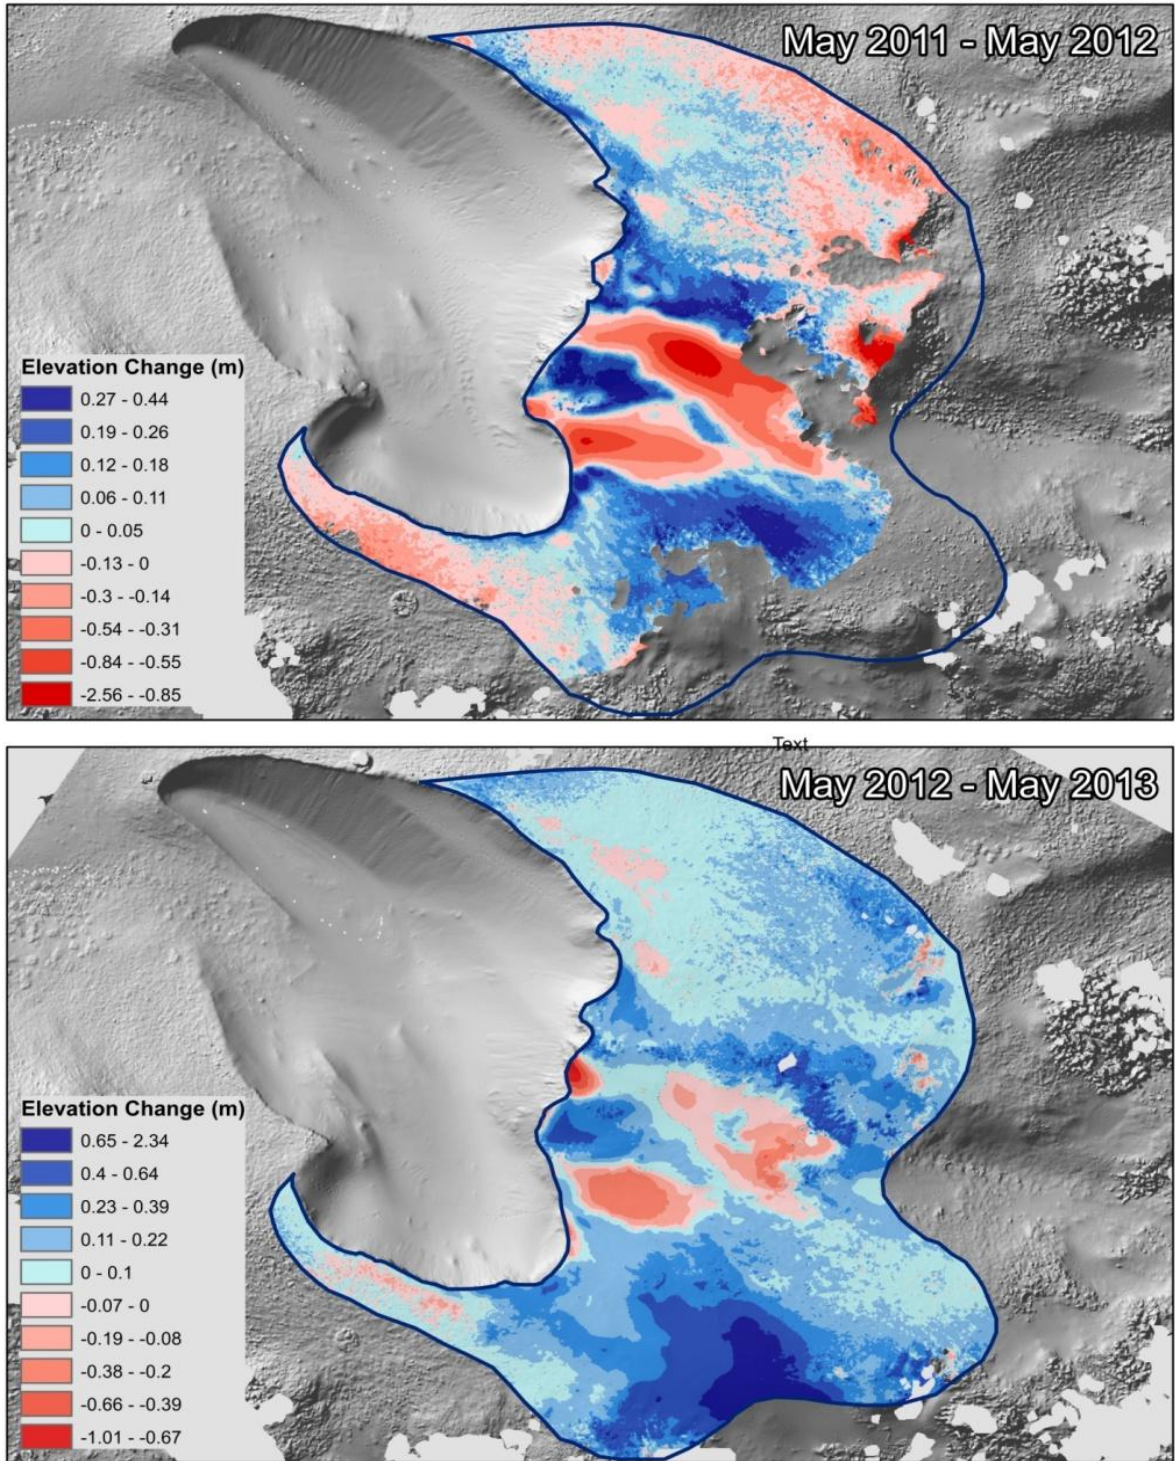 May 2011 - May 2012
Elevation Change (m)
0.27 - 0.44
0.19 - 0.26
0.12 - 0.18
0.06 - 0.11
0 - 0.05
-0.13 - 0
-0.3 - -0.14
-0.54 - -0.31
-0.84 - -0.55
-2.56 - -0.85
Text
May 2012 - May 2013
Elevation Change (m)
0.65 - 2.34
0.4 - 0.64
0.23 - 0.39
0.11 - 0.22
0 - 0.1
-0.07 - 0
-0.19 - -0.08
-0.38 - -0.2
-0.66 - -0.39
-1.01 - -0.67